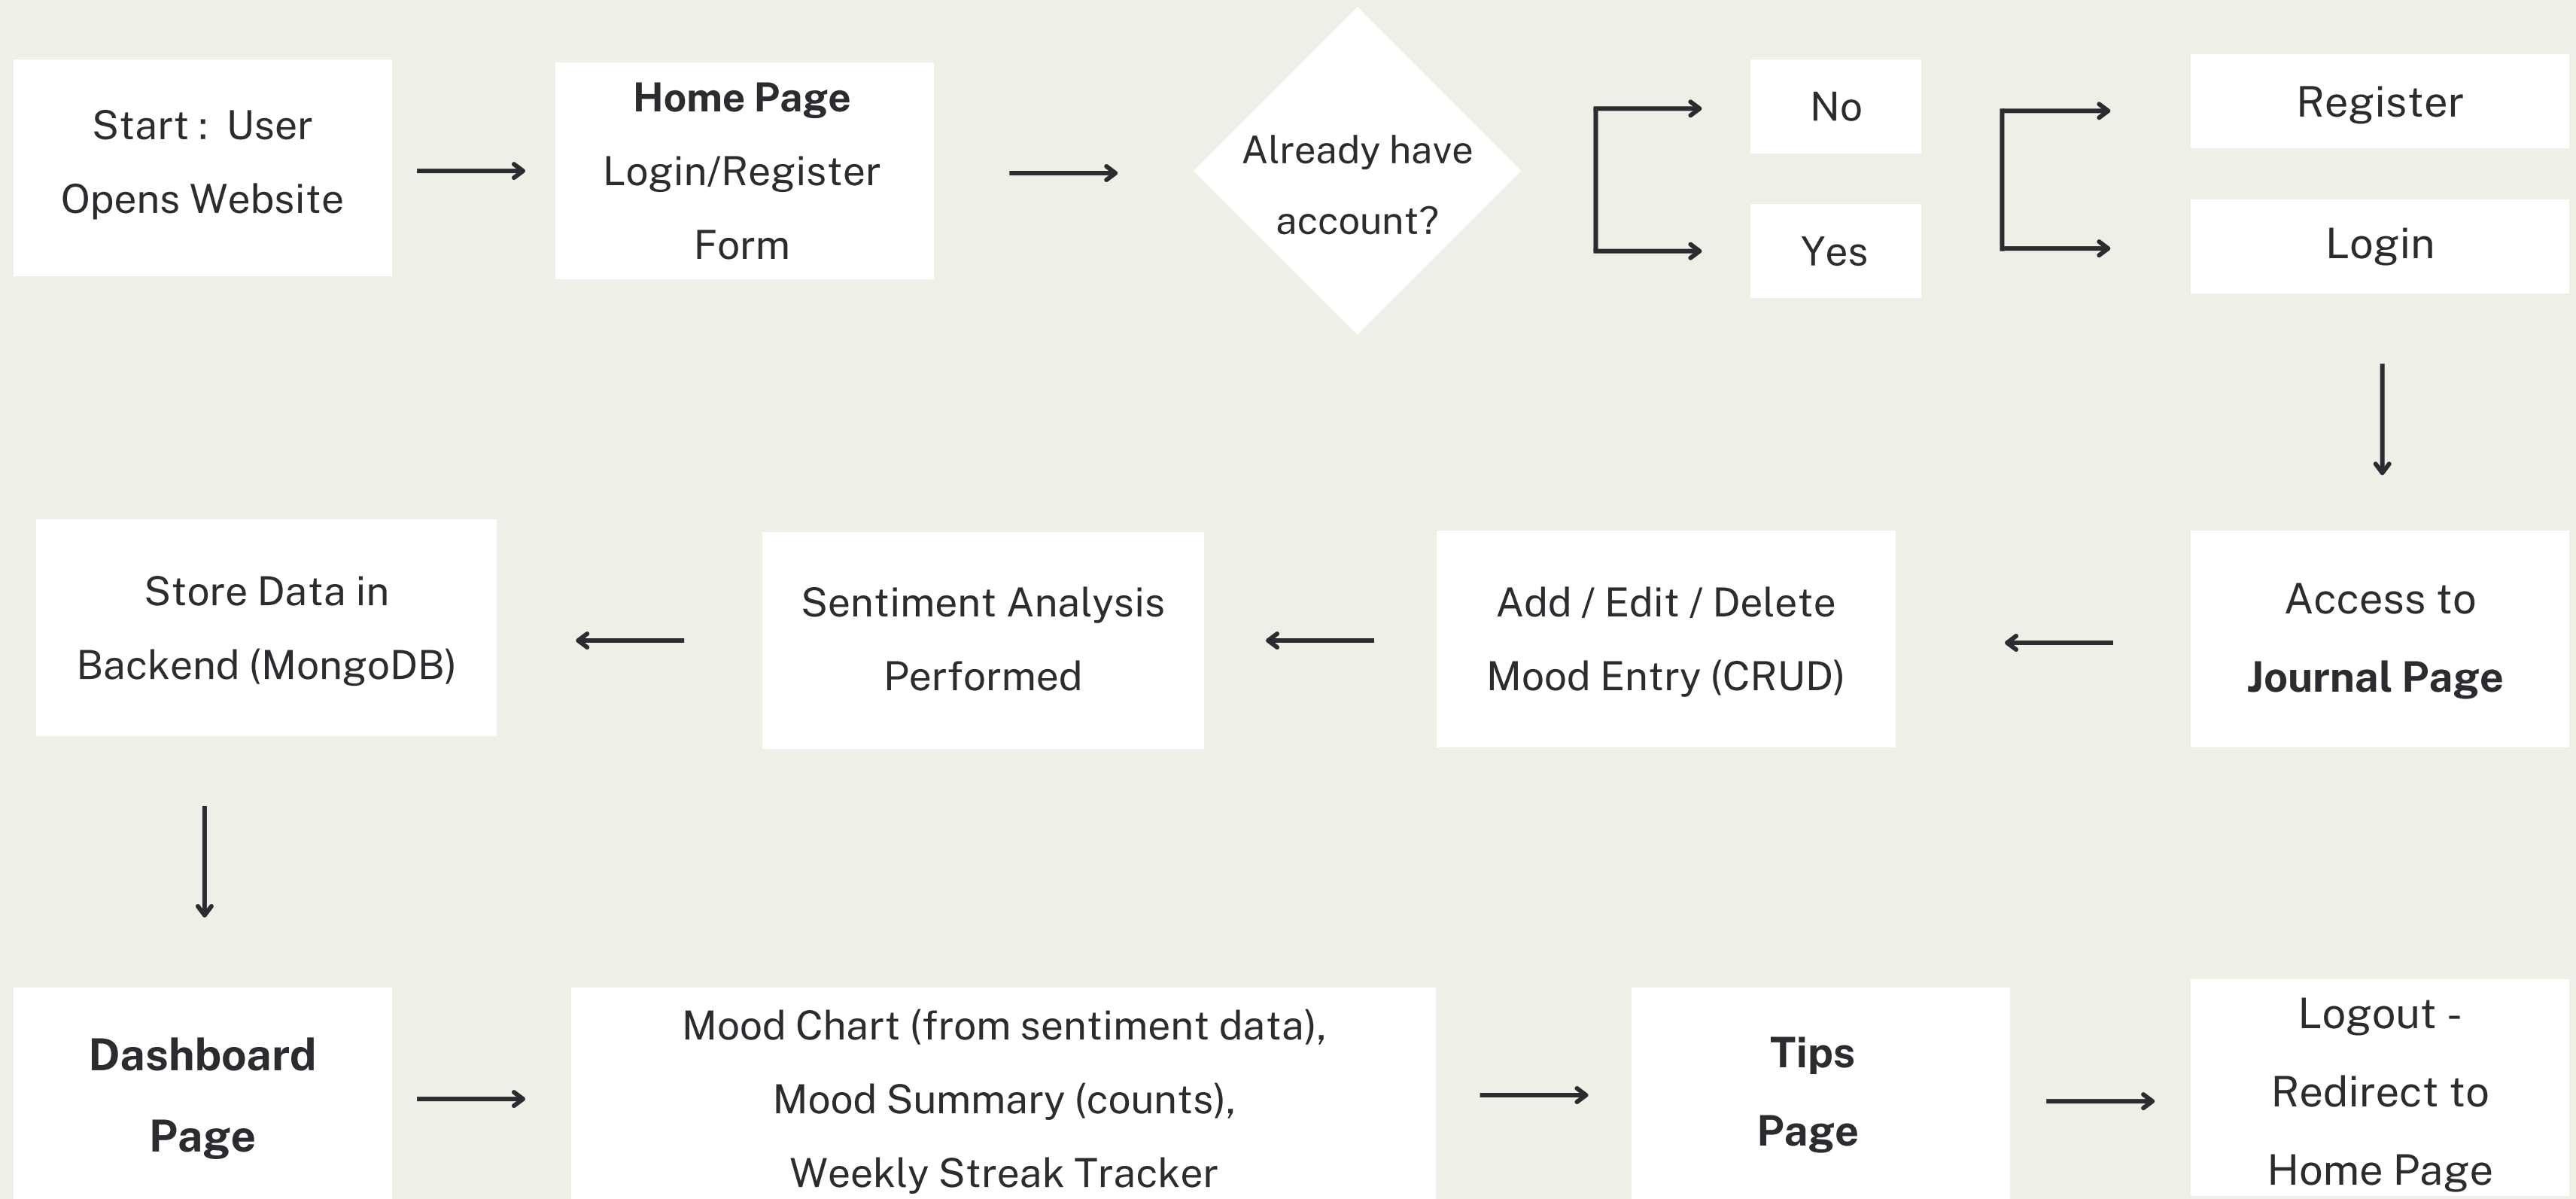 Start : User
Opens Website
Home Page
Login/Register
Form
Already have
account?
No
Yes
Register
Login
Access to
Journal Page
Add / Edit / Delete
Mood Entry (CRUD)
Sentiment Analysis
Performed
Store Data in
Backend (MongoDB)
Dashboard
Page
Mood Chart (from sentiment data),
Mood Summary (counts),
Weekly Streak Tracker
Tips
Page
Logout -
Redirect to
Home Page